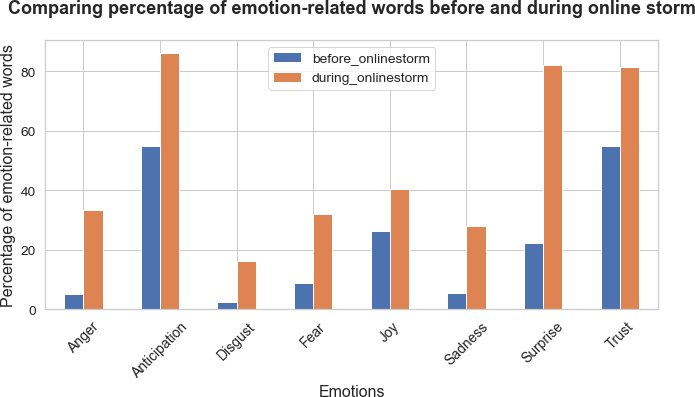 Comparing percentage of emotion-related words before and during online storm
before_onlinestorm
during_onlinestorm
Percentage of emotion-related words
80
60
40
20
0
Anger
Anticipation
Disgust
Fear
Joy
Sadness
Surprise
Trust
Emotions